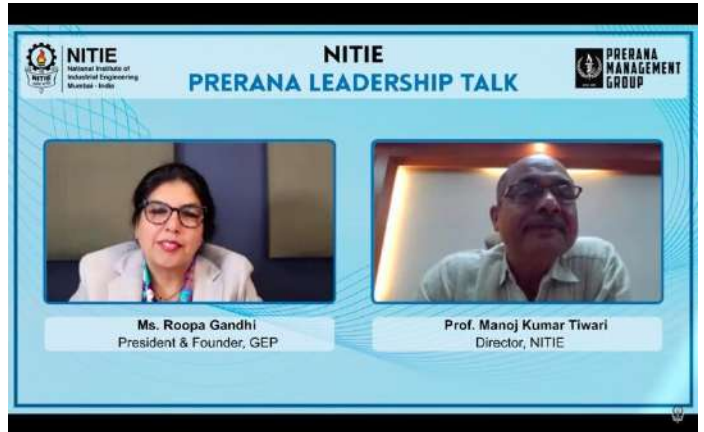 NITIE
National Institute of
Industrial Engineering
Mumbai - India
NITIE
NITIE
PRERANA LEADERSHIP TALK
PRERANA
MANAGEMENT
GROUP
Ms. Roopa Gandhi
President & Founder, GEP
Prof. Manoj Kumar Tiwari
Director, NITIE